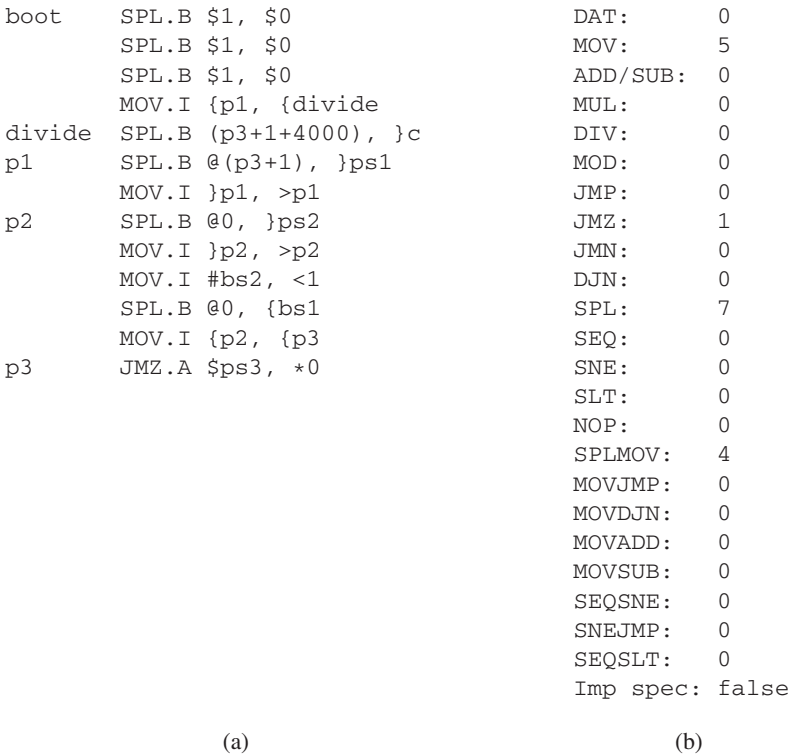 boot SPL.B $1, $0
SPL.B $1, $0
SPL.B $1, $0
MOV.I {p1, {divide
divide SPL.B (p3+1+4000), }c
p1 SPL.B @(p3+1), }ps1
MOV.I }p1, >p1
p2 SPL.B @0, }ps2
MOV.I }p2, >p2
MOV.I #bs2, <1
SPL.B @0, {bs1
MOV.I {p2, {p3
p3 JMZ.A $ps3, *0
(a)
DAT: 0
MOV: 5
ADD/SUB: 0
MUL: 0
DIV: 0
MOD: 0
JMP: 0
JMZ: 1
JMN: 0
DJN: 0
SPL: 7
SEQ: 0
SNE: 0
SLT: 0
NOP: 0
SPLMOV: 4
MOVJMP: 0
MOVDJN: 0
MOVADD: 0
MOVSUB: 0
SEQSNE: 0
SNEJMP: 0
SEQSLT: 0
Imp spec: false
(b)